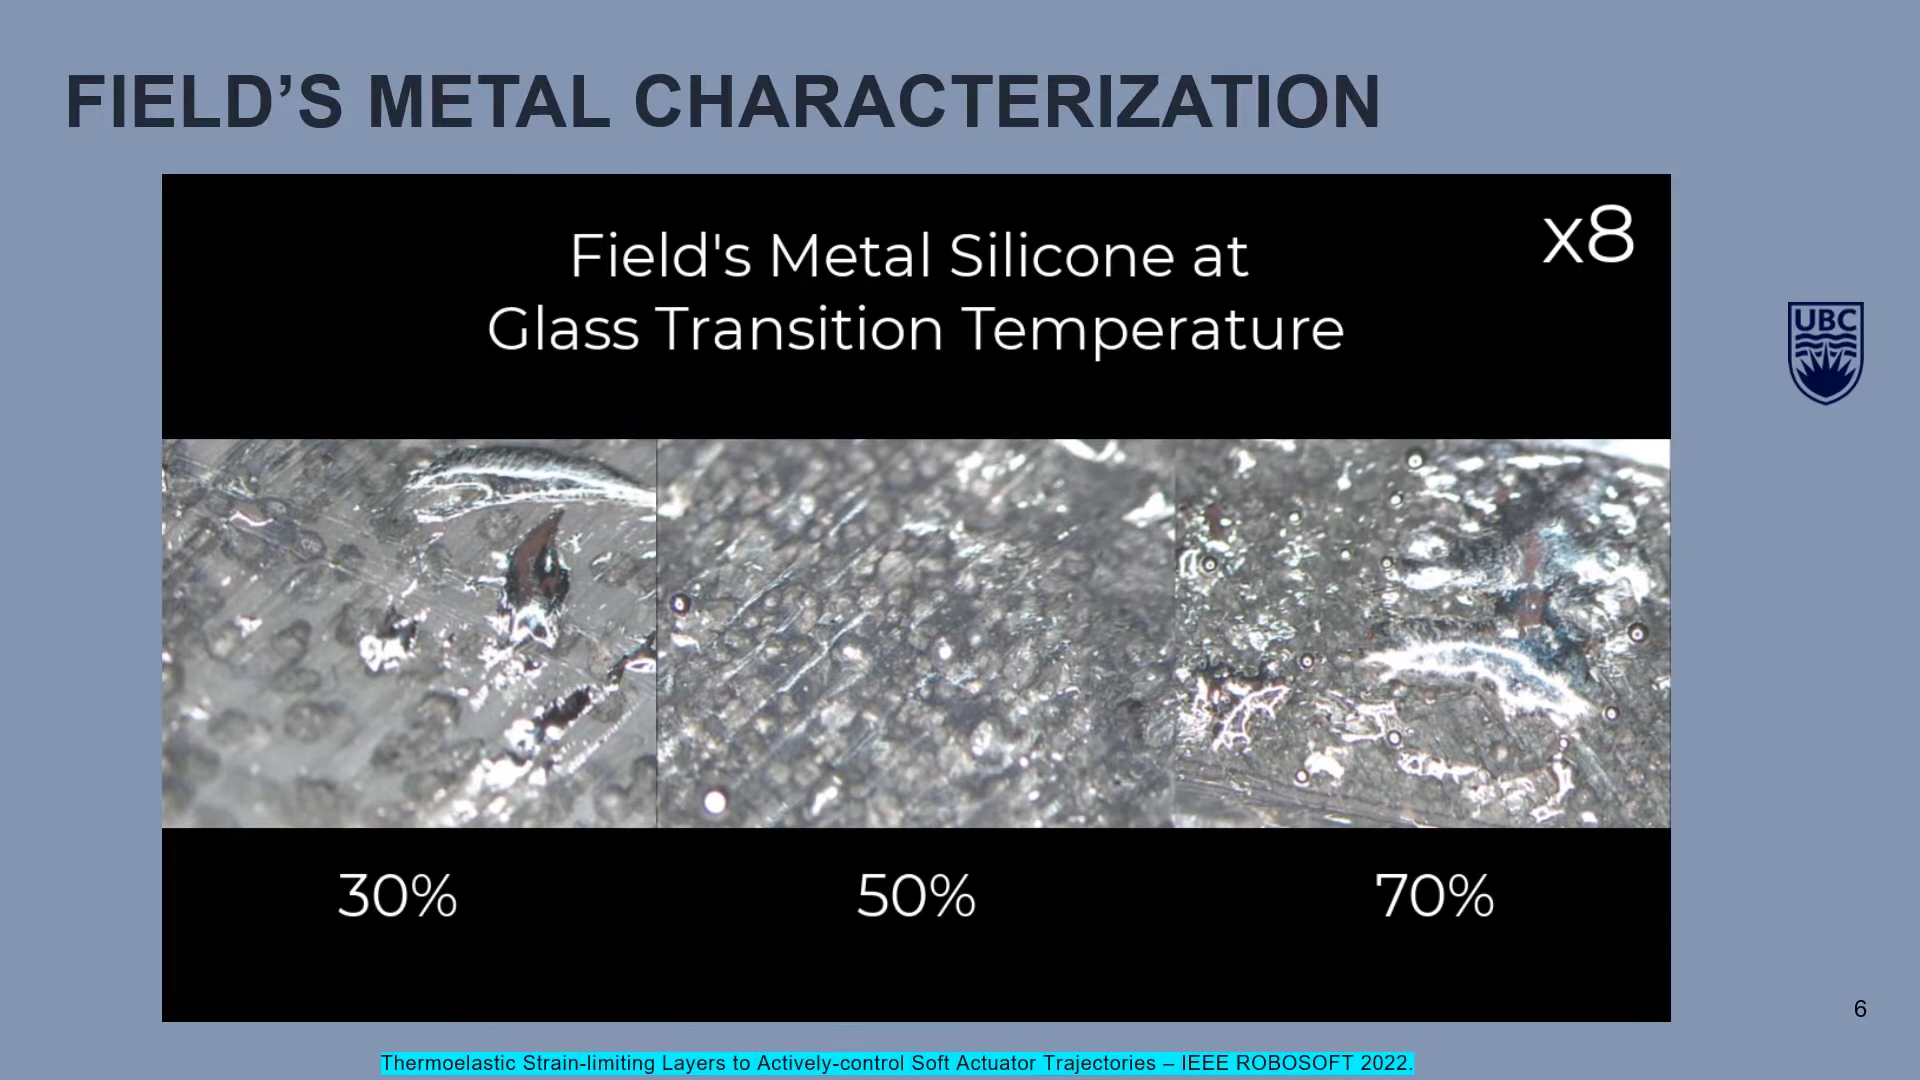 FIELD’S METAL CHARACTERIZATION
x8
Field's Metal Silicone at
Glass Transition Temperature
UBC
30%
50%
70%
6
Thermoelastic Strain-limiting Layers to Actively-control Soft Actuator Trajectories – IEEE ROBOSOFT 2022.